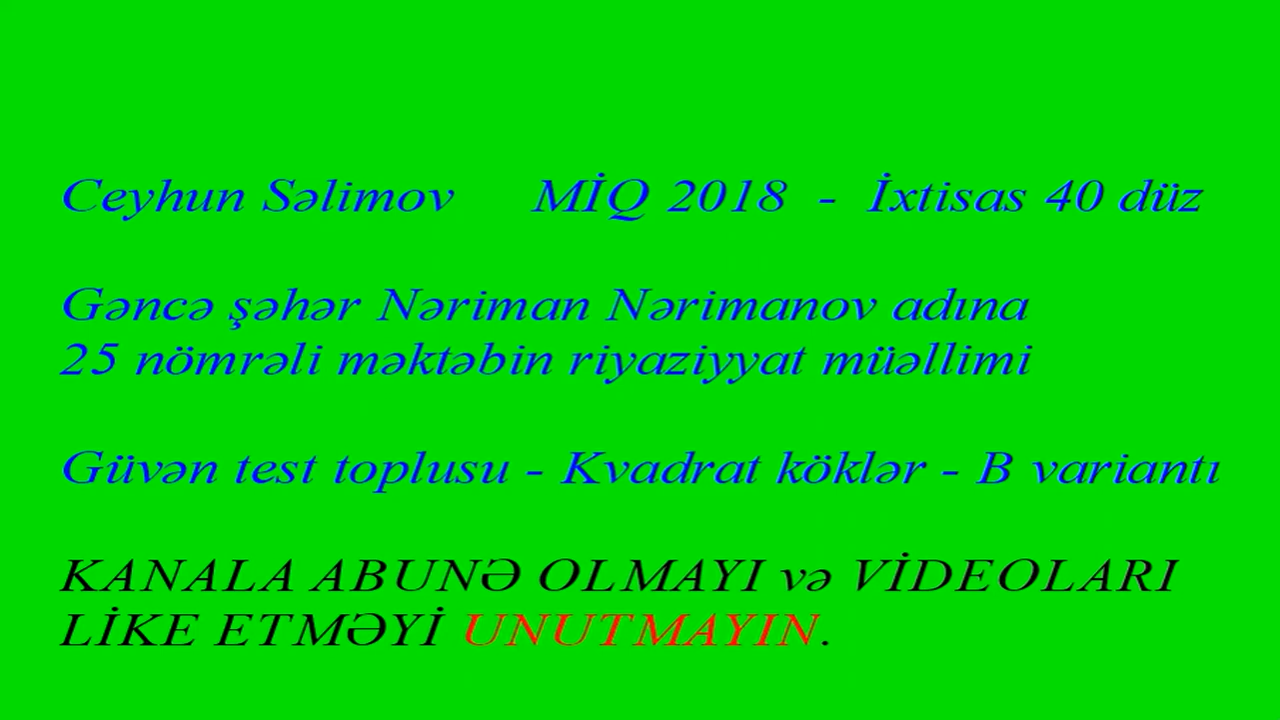 Ceyhun Səlimov MİQ 2018 - İxtisas 40 düz
Gəncə şəhər Nəriman Nərimanov adına
25 nömrəli məktəbin riyaziyyat müəllimi
Güvən test toplusu - Kvadrat köklər - B variantı
KANALA ABUNƏ OLMAYI və VİDEOLARI
LİKE ETMƏYİ UNUTMAYIN.